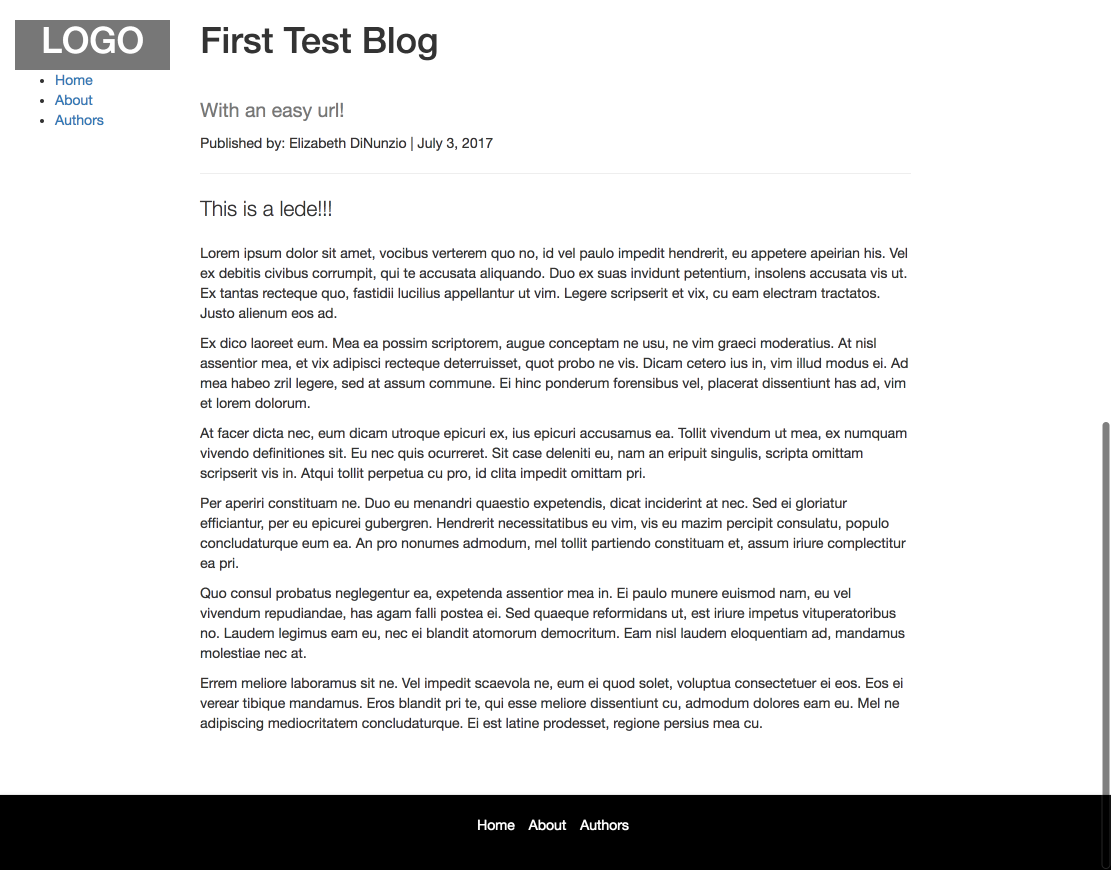 LOGO
Home
About
Authors
First Test Blog
With an easy url!
Published by: Elizabeth DiNunzio | July 3, 2017
This is a lede!!!
Lorem ipsum dolor sit amet, vocibus verterem quo no, id vel paulo impedit hendrerit, eu appetere apeirian his. Vel
ex debitis civibus corrumpit, qui te accusata aliquando. Duo ex suas invidunt petentium, insolens accusata vis ut.
Ex tantas recteque quo, fastidii lucilius appellantur ut vim. Legere scripserit et vix, cu eam electram tractatos.
Justo alienum eos ad.
Ex dico laoreet eum. Mea ea possim scriptorem, augue conceptam ne usu, ne vim graeci moderatius. At nisl
assentior mea, et vix adipisci recteque deterruisset, quot probo ne vis. Dicam cetero ius in, vim illud modus ei. Ad
mea habeo zril legere, sed at assum commune. Ei hinc ponderum forensibus vel, placerat dissentiunt has ad, vim
et lorem dolorum.
At facer dicta nec, eum dicam utroque epicuri ex, ius epicuri accusamus ea. Tollit vivendum ut mea, ex numquam
vivendo definitiones sit. Eu nec quis ocurreret. Sit case deleniti eu, nam an eripuit singulis, scripta omittam
scripserit vis in. Atqui tollit perpetua cu pro, id clita impedit omittam pri.
Per aperiri constituam ne. Duo eu menandri quaestio expetendis, dicat inciderint at nec. Sed ei gloriatur
efficiantur, per eu epicurei gubergren. Hendrerit necessitatibus eu vim, vis eu mazim percipit consulatu, populo
concludaturque eum ea. An pro nonumes admodum, mel tollit partiendo constituam et, assum iriure complectitur
ea pri.
Quo consul probatus neglegentur ea, expetenda assentior mea in. Ei paulo munere euismod nam, eu vel
vivendum repudiandae, has agam falli postea ei. Sed quaeque reformidans ut, est iriure impetus vituperatoribus
no. Laudem legimus eam eu, nec ei blandit atomorum democritum. Eam nisl laudem eloquentiam ad, mandamus
molestiae nec at.
Errem meliore laboramus sit ne. Vel impedit scaevola ne, eum ei quod solet, voluptua consectetuer ei eos. Eos ei
verear tibique mandamus. Eros blandit pri te, qui esse meliore dissentiunt cu, admodum dolores eam eu. Mel ne
adipiscing mediocritatem concludaturque. Ei est latine prodesset, regione persius mea cu.
Home About Authors